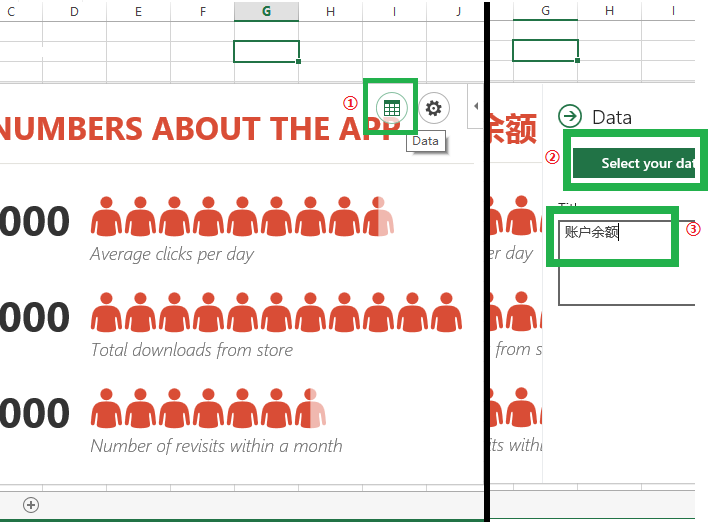 C D E F G H I J
①
NUMBERS ABOUT THE APP
Data
000
Average clicks per day
000
Total downloads from store
000
Number of revisits within a month
G H I
余额
Data
②
Select your dat
③
账户余额
er day
from s
its withi